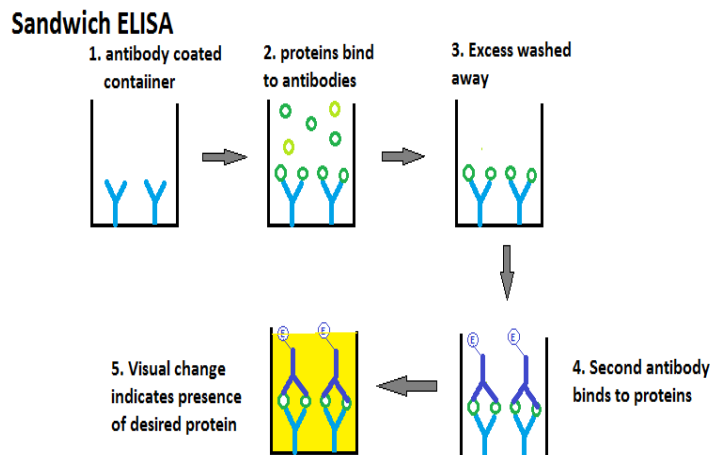 Sandwich ELISA
1. antibody coated
contaiiner
2. proteins bind
to antibodies
3. Excess washed
away
E
E
4. Second antibody
binds to proteins
E
E
5. Visual change
indicates presence
of desired protein